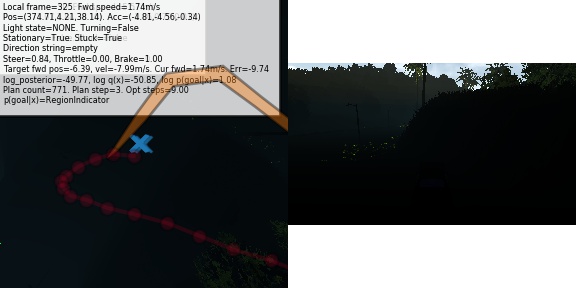 Local frame=325: Fwd speed=1.74m/s
Pos=(374.71,4.21,38.14). Acc=(-4.81,-4.56,-0.34)
Light state=NONE. Turning=False
Stationary=True. Stuck=True
Direction string=empty
Steer=0.84, Throttle=0.00, Brake=1.00
Target fwd pos=-6.39, vel=-7.99m/s. Cur fwd=1.74m/s. Err=-9.74
log_posterior=-49.77, log q(x)=-50.85, log p(goal|x)=1.08
Plan count=771. Plan step=3. Opt steps=9.00
p(goal|x)=RegionIndicator